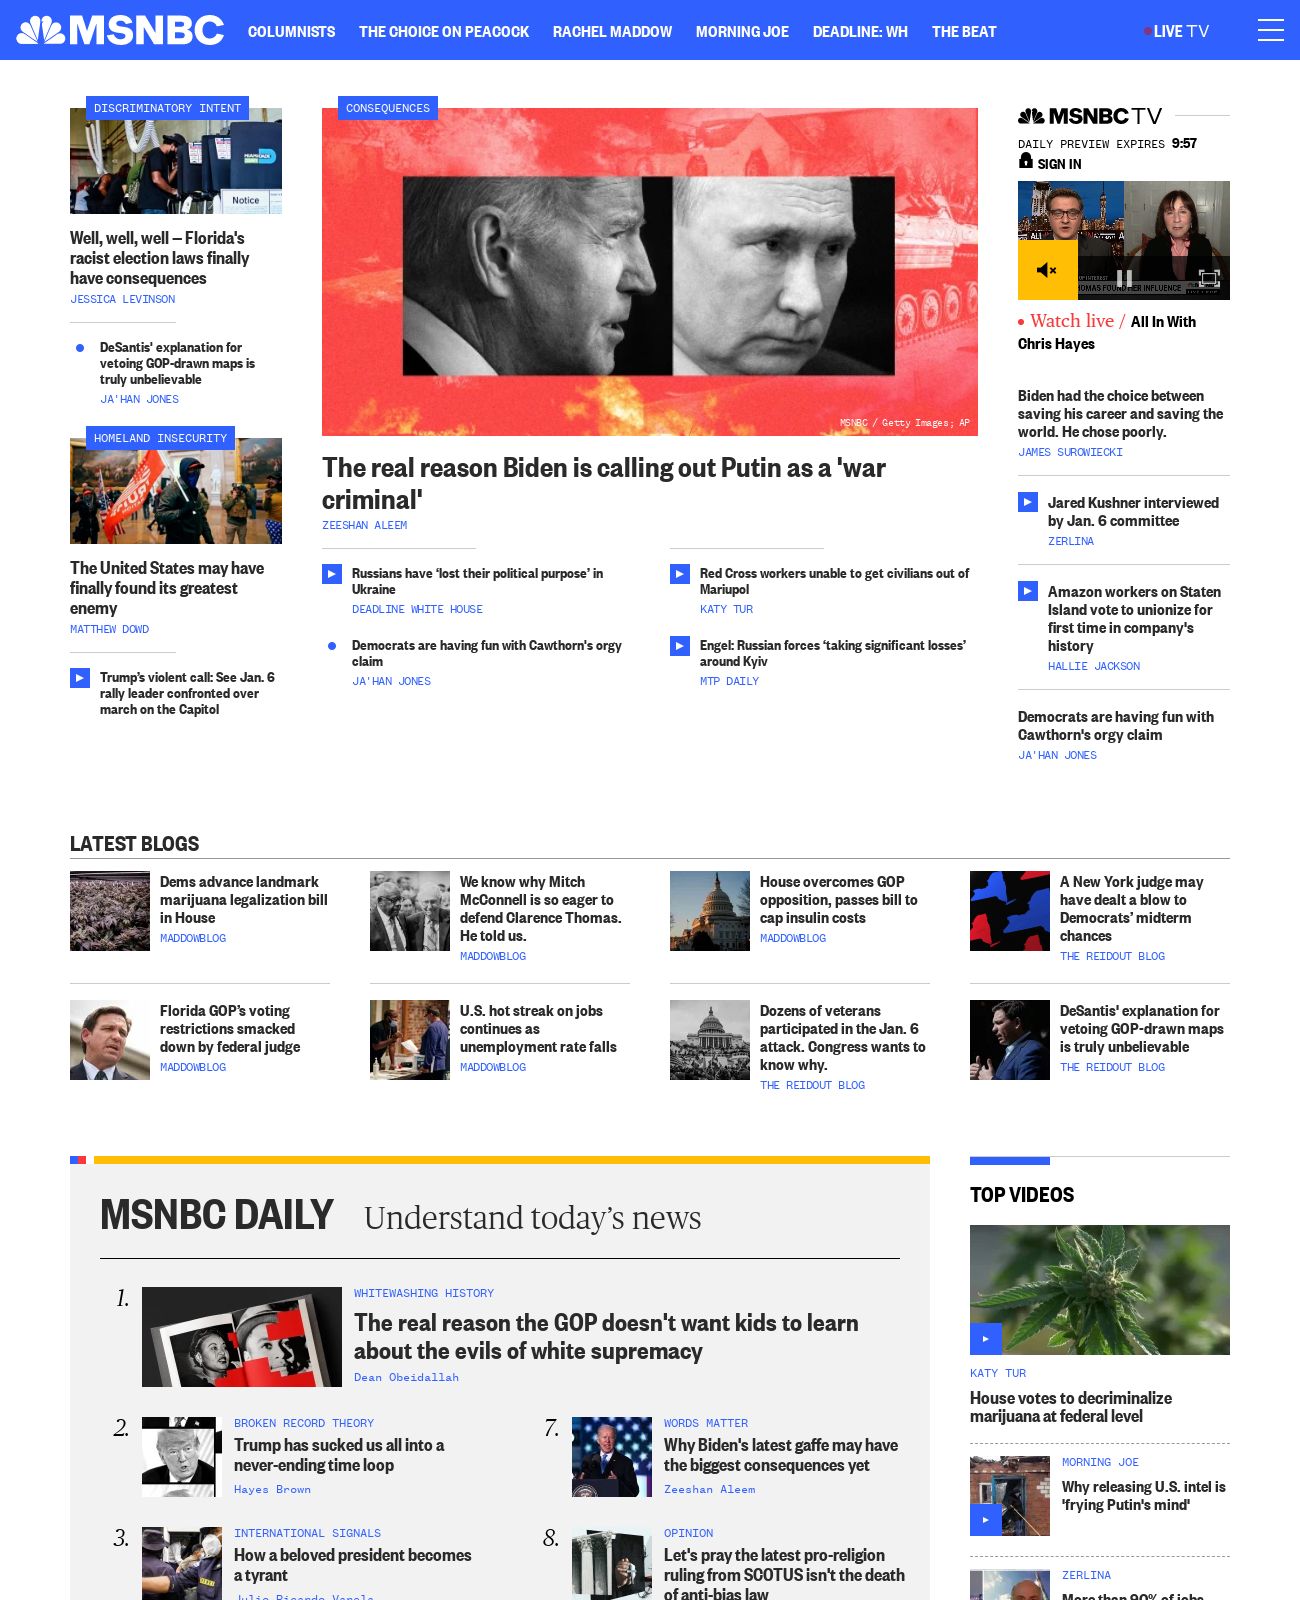 MSNBC
COLUMNISTS
THE CHOICE ON PEACOCK
RACHEL MADDOW
MORNING JOE
DEADLINE: WH
THE BEAT
LIVE TV
DISCRIMINATORY INTENT
MIAMI-DADE
Notice
Well, well, well — Florida's
racist election laws finally
have consequences
JESSICA LEVINSON
DeSantis' explanation for
vetoing GOP-drawn maps is
truly unbelievable
JA'HAN JONES
HOMELAND INSECURITY
The United States may have
finally found its greatest
enemy
MATTHEW DOWD
Trump's violent call: See Jan. 6
rally leader confronted over
march on the Capitol
CONSEQUENCES
MSNBC / Getty Images; AP
The real reason Biden is calling out Putin as a 'war
criminal'
ZEESHAN ALEEM
Russians have ‘lost their political purpose’ in
Ukraine
DEADLINE WHITE HOUSE
Democrats are having fun with Cawthorn's orgy
claim
JA'HAN JONES
Red Cross workers unable to get civilians out of
Mariupol
KATY TUR
Engel: Russian forces ‘taking significant losses’
around Kyiv
MTP DAILY
MSNBC TV
DAILY PREVIEW EXPIRES 9:57
SIGN IN
HOMAS FOUND HER INFLUENCE
Watch live / All In With
Chris Hayes
Biden had the choice between
saving his career and saving the
world. He chose poorly.
JAMES SUROWIECKI
Jared Kushner interviewed
by Jan. 6 committee
ZERLINA
Amazon workers on Staten
Island vote to unionize for
first time in company's
history
HALLIE JACKSON
Democrats are having fun with
Cawthorn's orgy claim
JA'HAN JONES
LATEST BLOGS
Dems advance landmark
marijuana legalization bill
in House
MADDOWBLOG
We know why Mitch
McConnell is so eager to
defend Clarence Thomas.
He told us.
MADDOWBLOG
House overcomes GOP
opposition, passes bill to
cap insulin costs
MADDOWBLOG
A New York judge may
have dealt a blow to
Democrats’ midterm
chances
THE REIDOUT BLOG
Florida GOP’s voting
restrictions smacked
down by federal judge
MADDOWBLOG
U.S. hot streak on jobs
continues as
unemployment rate falls
MADDOWBLOG
Dozens of veterans
participated in the Jan. 6
attack. Congress wants to
know why.
THE REIDOUT BLOG
DeSantis' explanation for
vetoing GOP-drawn maps
is truly unbelievable
THE REIDOUT BLOG
MSNBC DAILY Understand today’s news
1.
WHITEWASHING HISTORY
The real reason the GOP doesn't want kids to learn
about the evils of white supremacy
Dean Obeidallah
2.
BROKEN RECORD THEORY
Trump has sucked us all into a
never-ending time loop
Hayes Brown
3.
INTERNATIONAL SIGNALS
How a beloved president becomes
a tyrant
Julio Ricardo Varela
7.
WORDS MATTER
Why Biden's latest gaffe may have
the biggest consequences yet
Zeeshan Aleem
8.
OPINION
Let's pray the latest pro-religion
ruling from SCOTUS isn't the death
of anti-bias law
TOP VIDEOS
KATY TUR
House votes to decriminalize
marijuana at federal level
MORNING JOE
Why releasing U.S. intel is
'frying Putin's mind'
ZERLINA
More than 90% of jobs